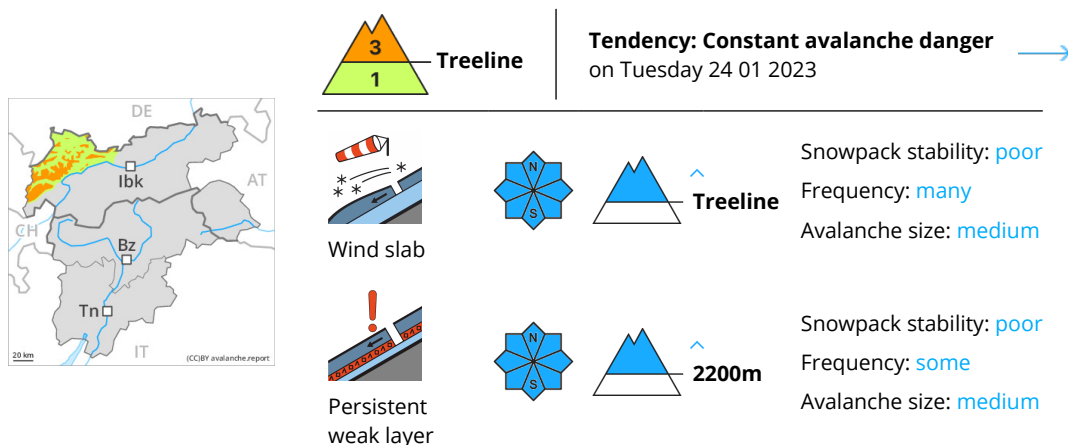 3
1
Treeline
Tendency: Constant avalanche danger
on Tuesday 24 01 2023
DE
AT
CH
IT
Ibk
Bz
Tn
20 km
(CC)BY avalanche.report
Wind slab
N
S
Treeline
Snowpack stability: poor
Frequency: many
Avalanche size: medium
Persistent
weak layer
N
S
2200m
Snowpack stability: poor
Frequency: some
Avalanche size: medium